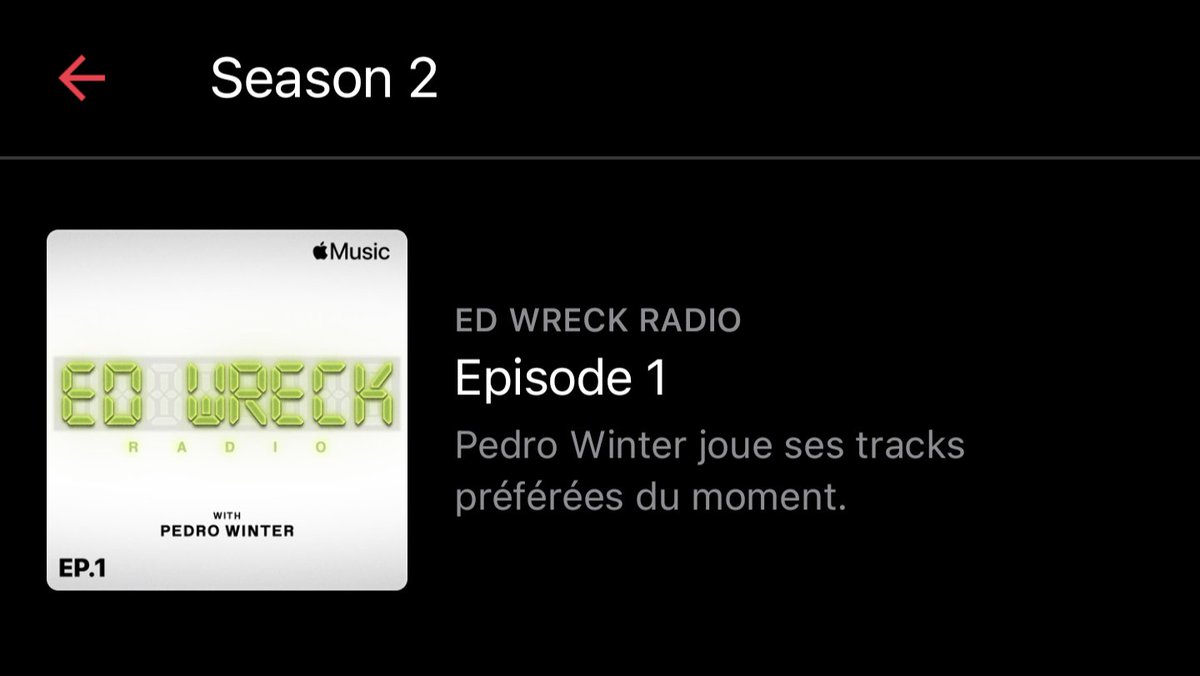 Season 2
Music
ED WRECK
RADIO
WITH
PEDRO WINTER
EP.1
ED WRECK RADIO
Episode 1
Pedro Winter joue ses tracks
préférées du moment.